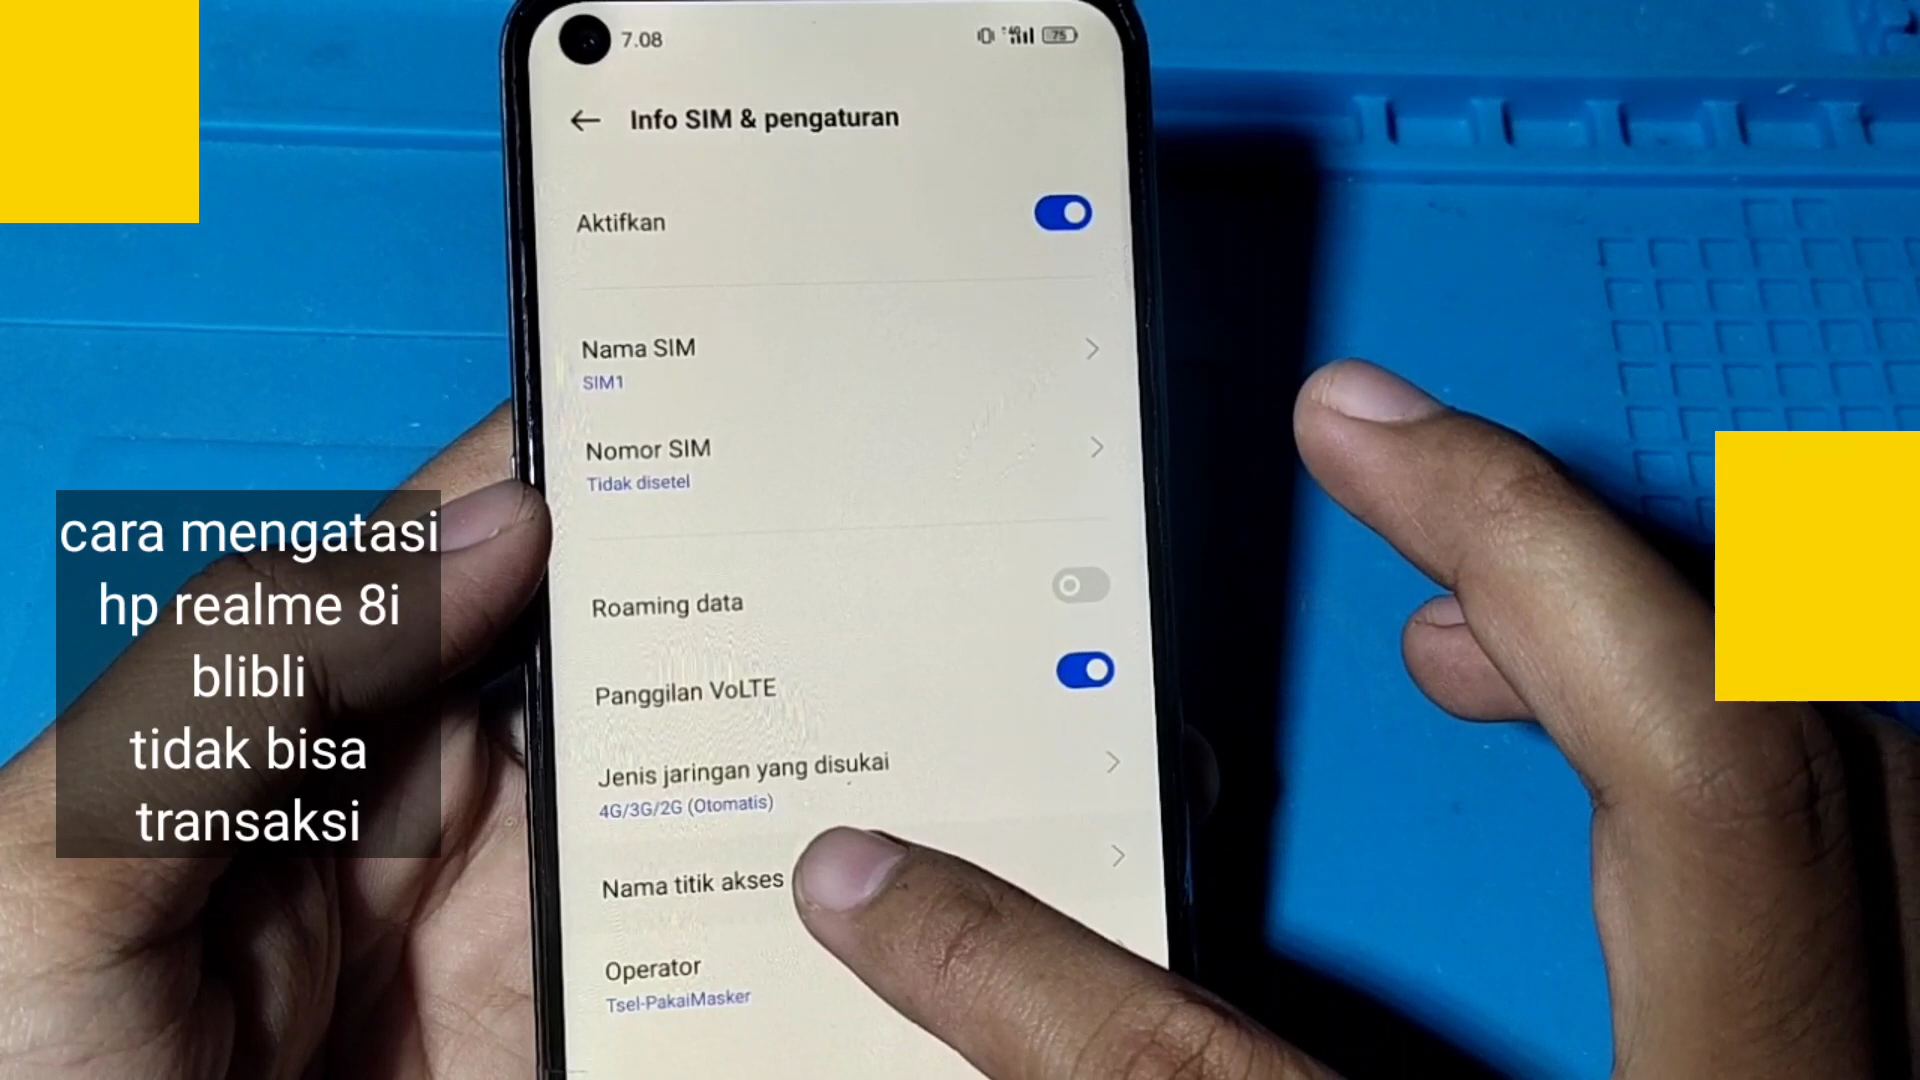 7.08
4G
75
Info SIM & pengaturan
Aktifkan
Nama SIM
SIM1
Nomor SIM
Tidak disetel
Roaming data
Panggilan VoLTE
Jenis jaringan yang disukai
4G/3G/2G (Otomatis)
Nama titik akses
Operator
Tsel-PakaiMasker
cara mengatasi
hp realme 8i
blibli
tidak bisa
transaksi